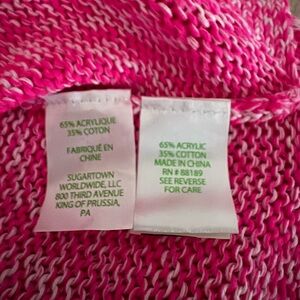 65% ACRYLIQUE
35% COTON
FABRIQUÉ EN
CHINE
SUGARTOWN
WORLDWIDE, LLC
800 THIRD AVENUE
KING OF PRUSSIA,
PA
65% ACRYLIC
35% COTTON
MADE IN CHINA
RN # 88189
SEE REVERSE
FOR CARE